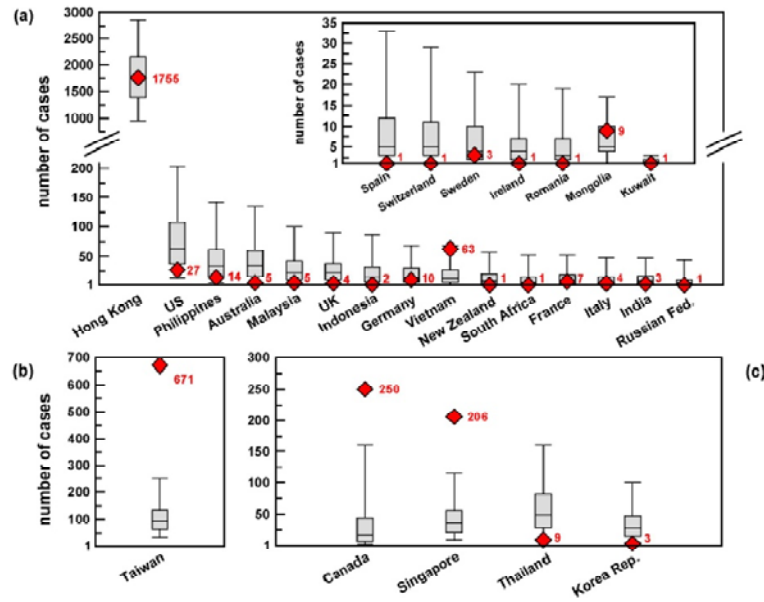 (a)
number of cases
3000
2500
2000
1500
1000
200
150
100
50
1
1755
27
14
5
5
4
2
10
63
1
1
7
4
3
1
Hong Kong
US
Philippines
Australia
Malaysia
UK
Indonesia
Germany
Vietnam
New Zealand
South Africa
France
Italy
India
Russian Fed.
number of cases
35
30
25
20
15
10
5
1
1
1
3
1
1
9
1
Spain
Switzerland
Sweden
Ireland
Romania
Mongolia
Kuwait
(b)
number of cases
700
600
500
400
300
200
100
1
671
Taiwan
(c)
300
250
200
150
100
50
1
250
206
9
3
Canada
Singapore
Thailand
Korea Rep.